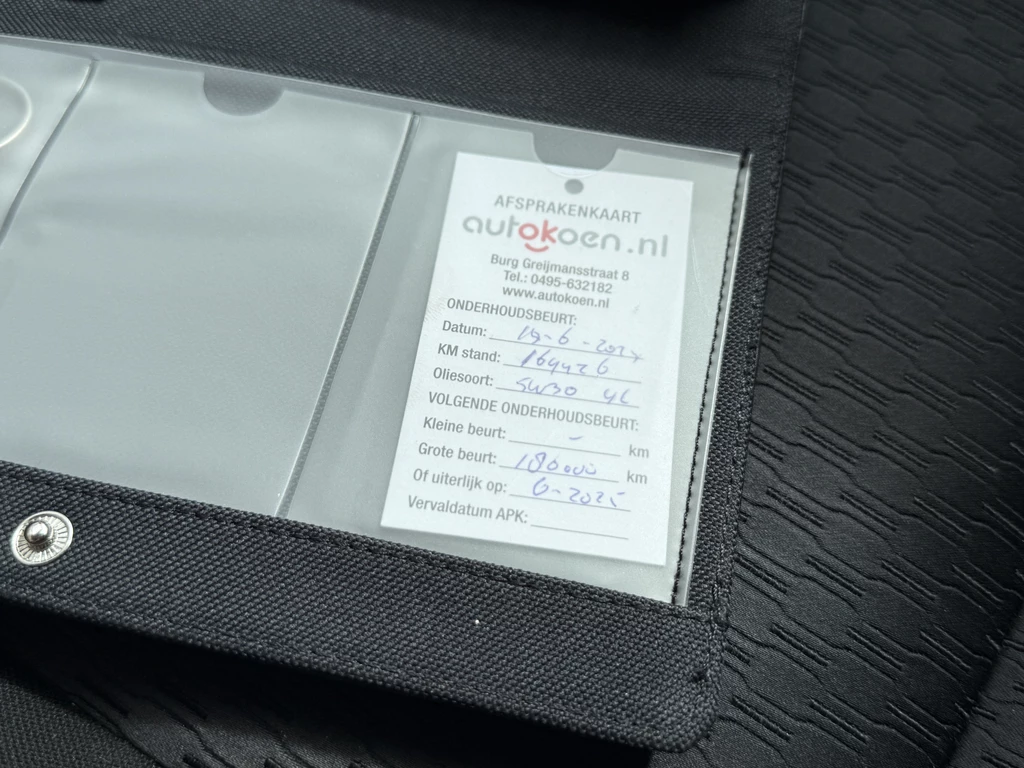 AFSPRAKENKAART
autokoen.nl
Burg Greijmansstraat 8
Tel.: 0495-632182
www.autokoen.nl
ONDERHOUDSBEURT:
Datum: 19-6-2024
KM stand: 164426
Oliesoort: 5W30 4L
VOLGENDE ONDERHOUDSBEURT:
Kleine beurt: - km
Grote beurt: 180000 km
Of uiterlijk op: 6-2025
Vervaldatum APK: